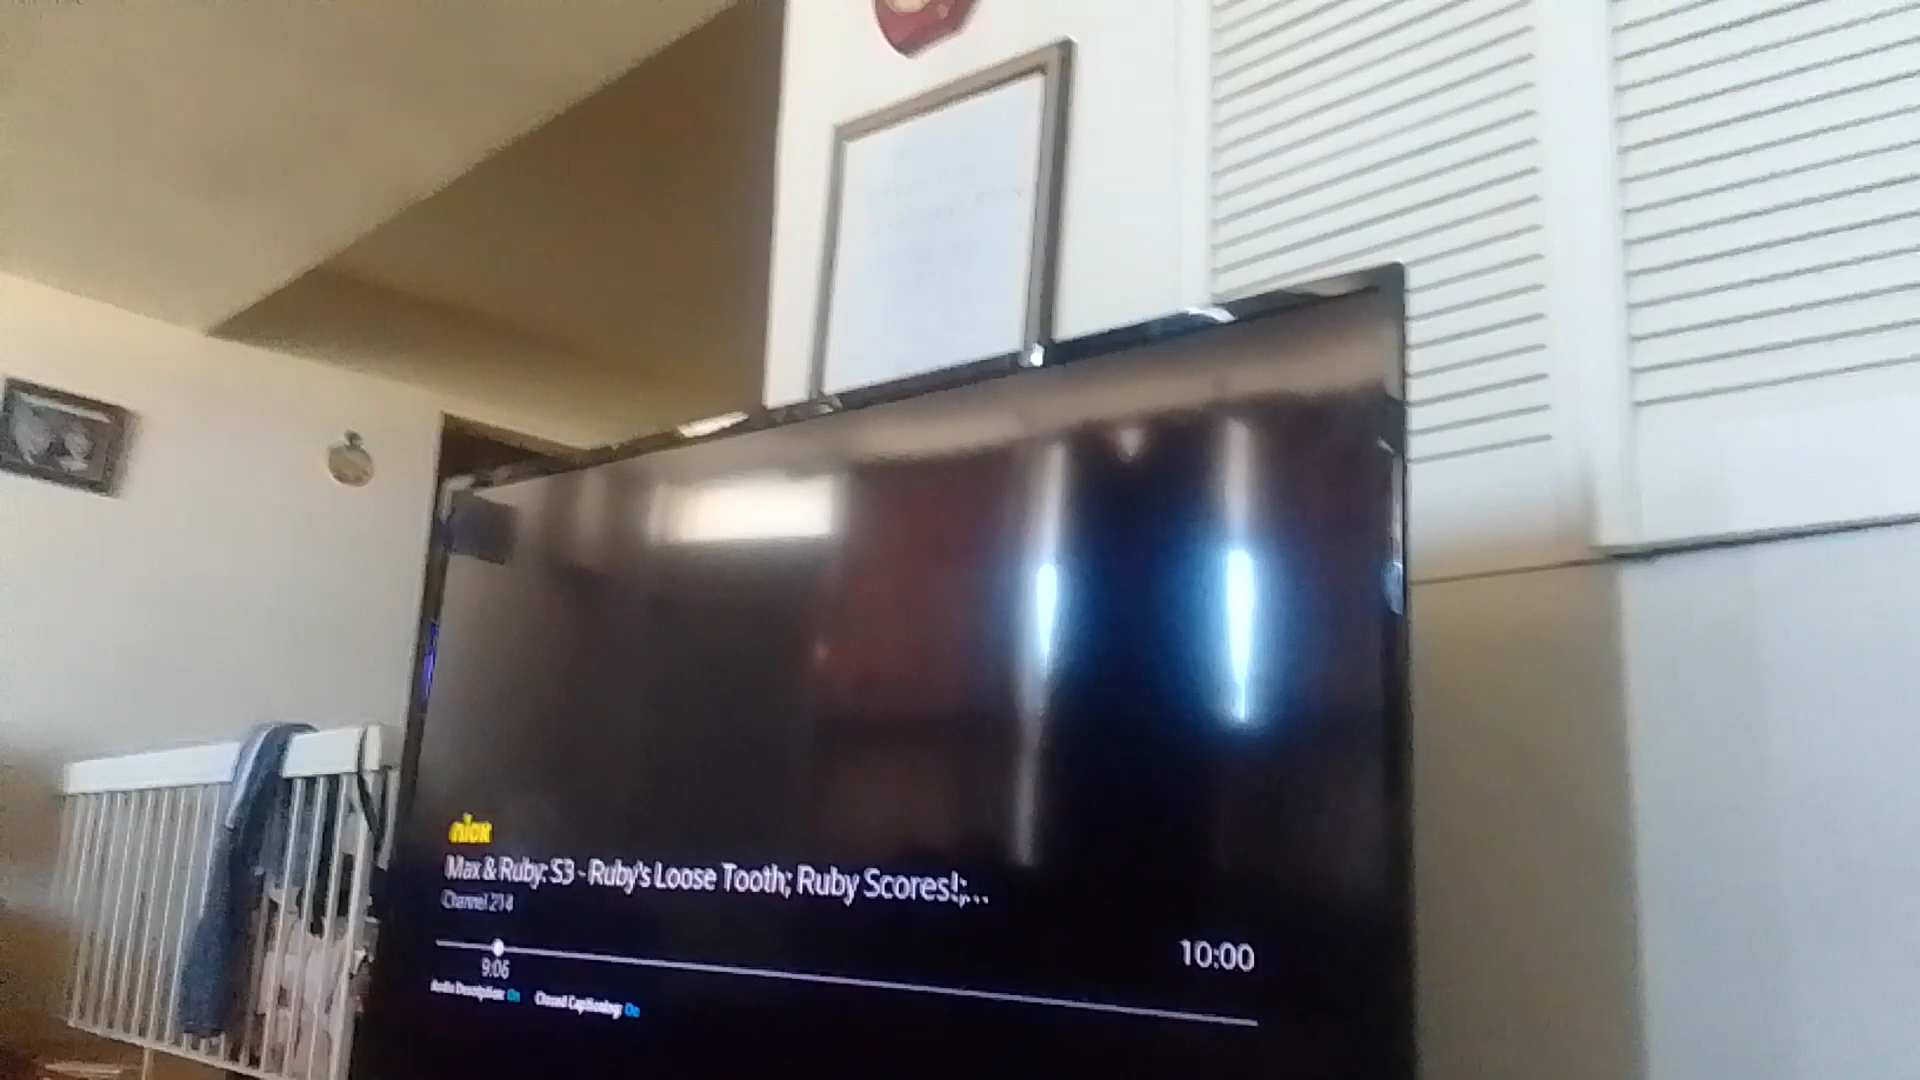 nick
Max & Ruby: S3 - Ruby's Loose Tooth; Ruby Scores!;...
Channel 214
10:00
9:06
Audio Description: On Closed Captioning: On